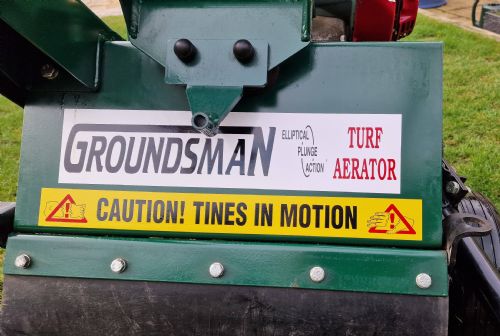 GROUNDSMAN
ELLIPTICAL
PLUNGE
ACTION
TURF
AERATOR
CAUTION! TINES IN MOTION